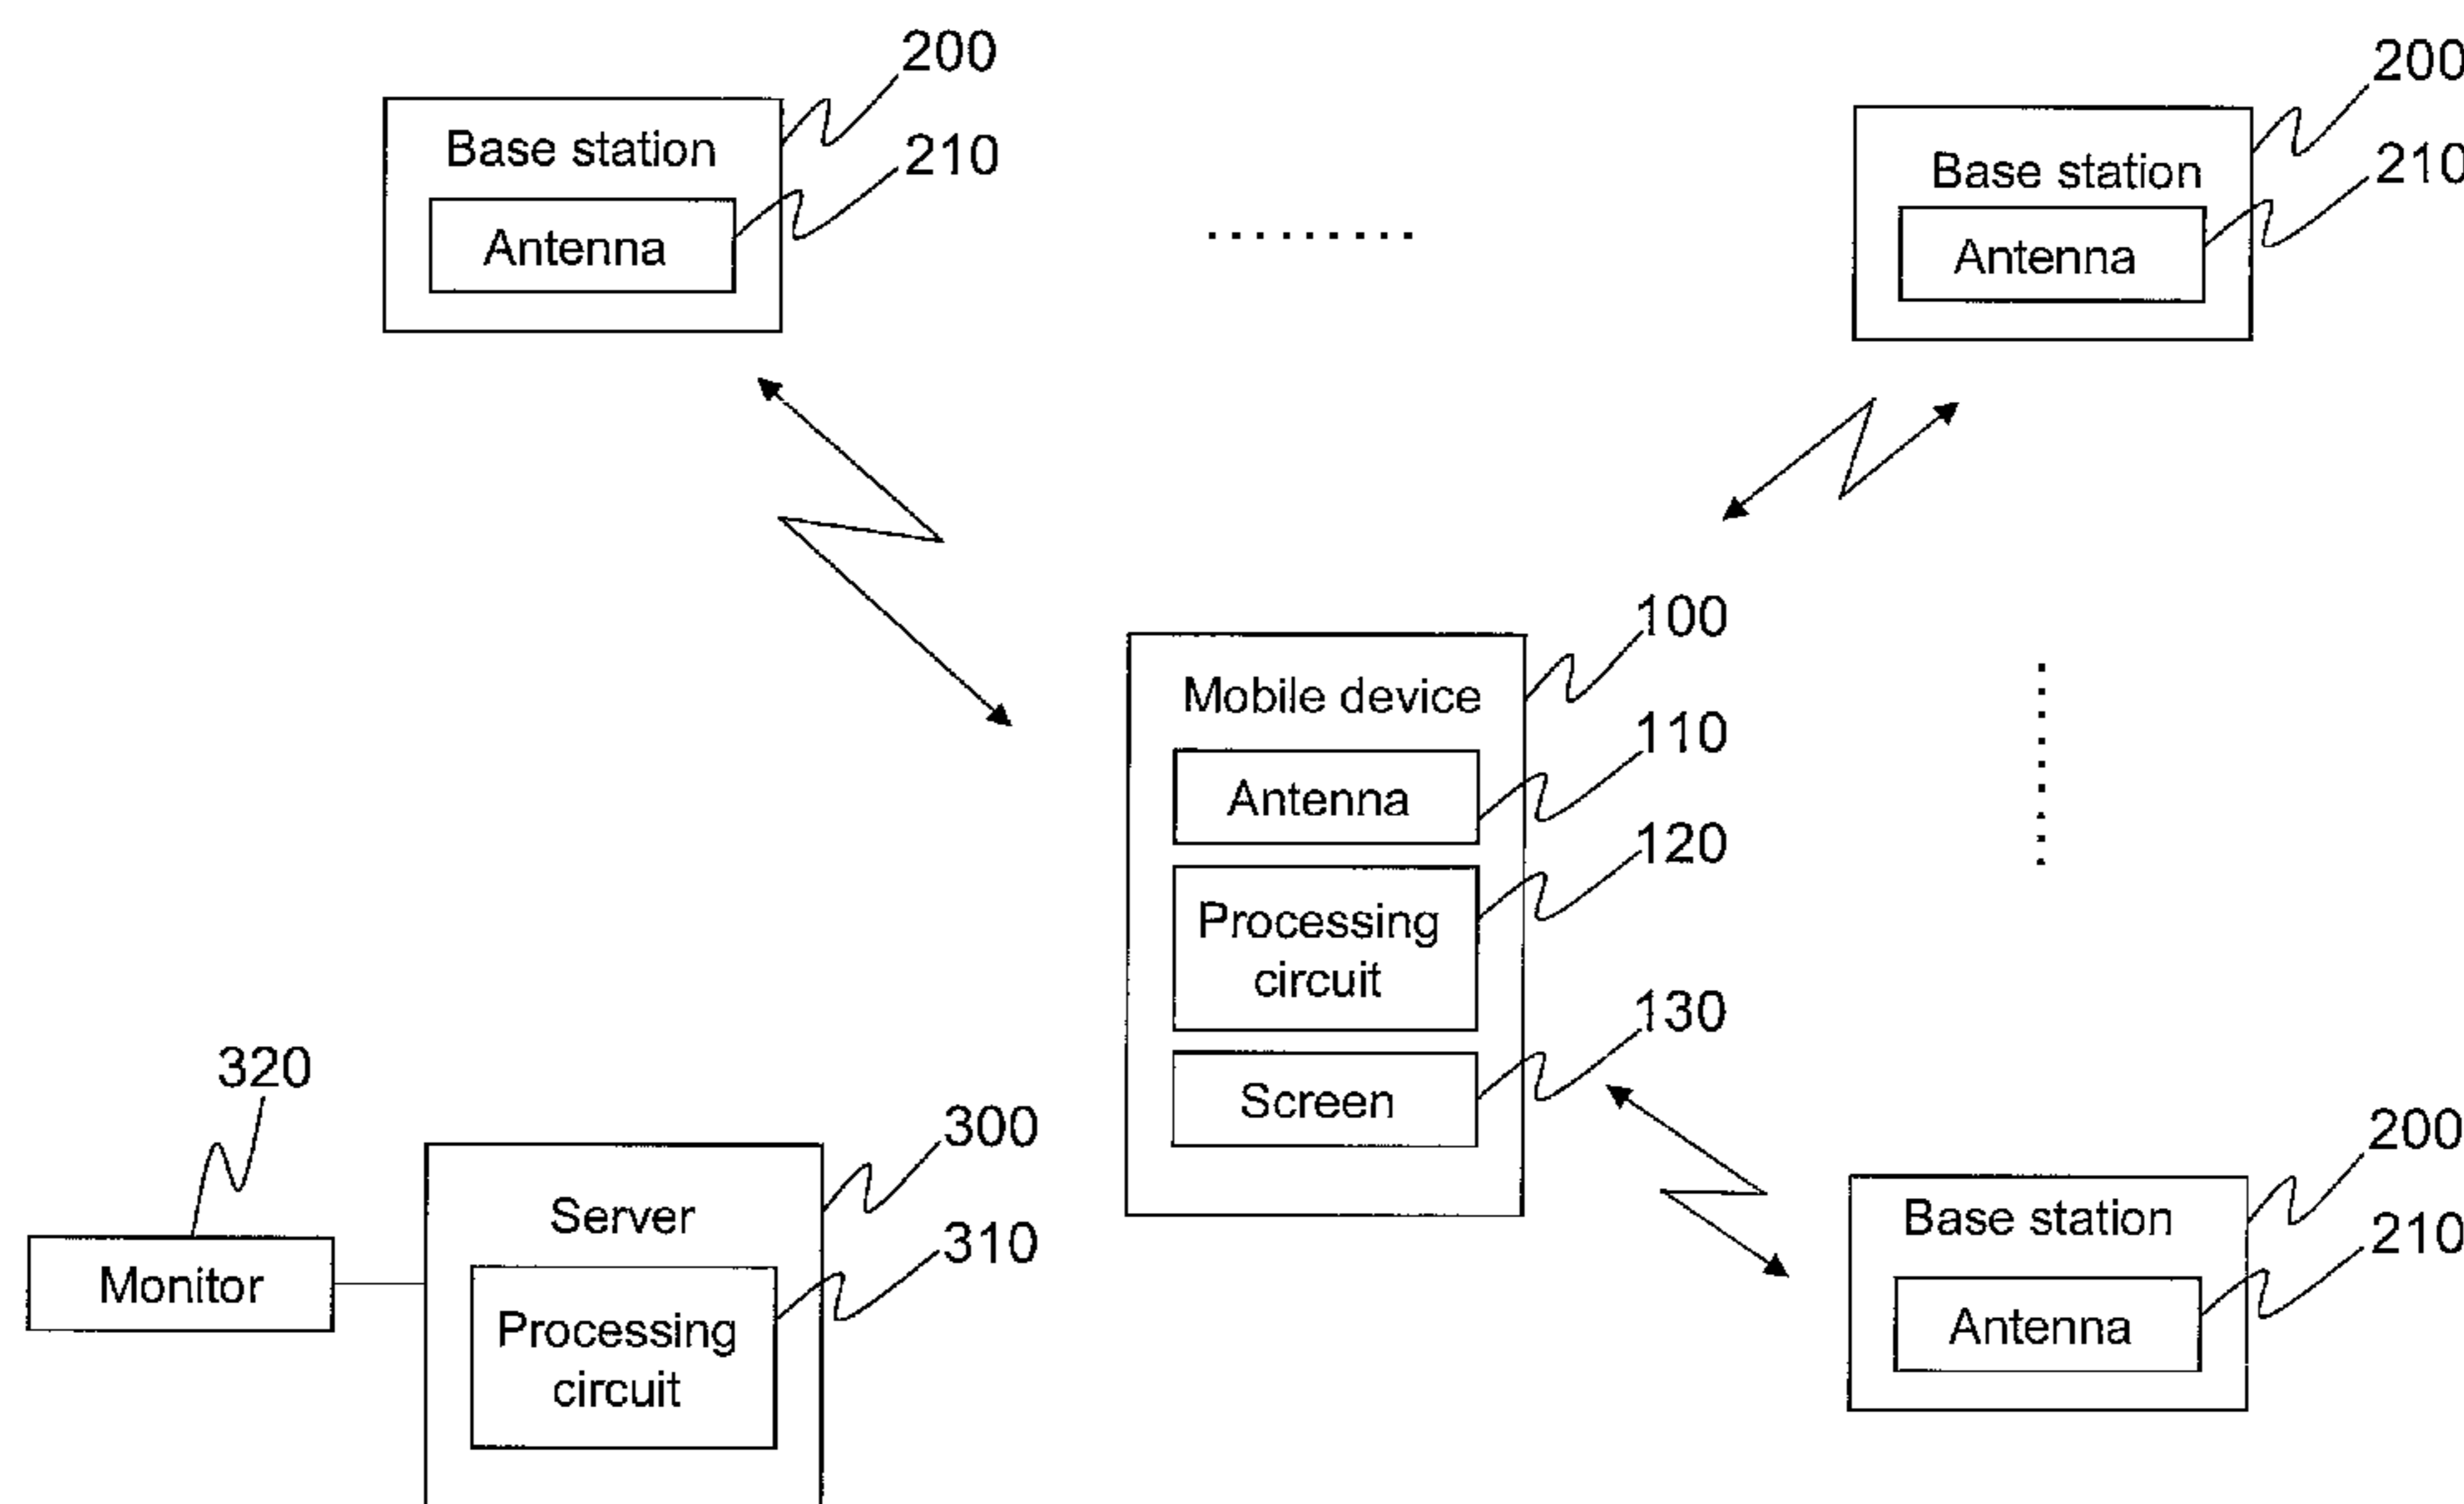 200
200
Base station
210
Antenna
Base station
210
Antenna
100
Mobile device
110
Antenna
120
Processing
circuit
130
Screen
320
Monitor
300
Server
310
Processing
circuit
200
Base station
210
Antenna